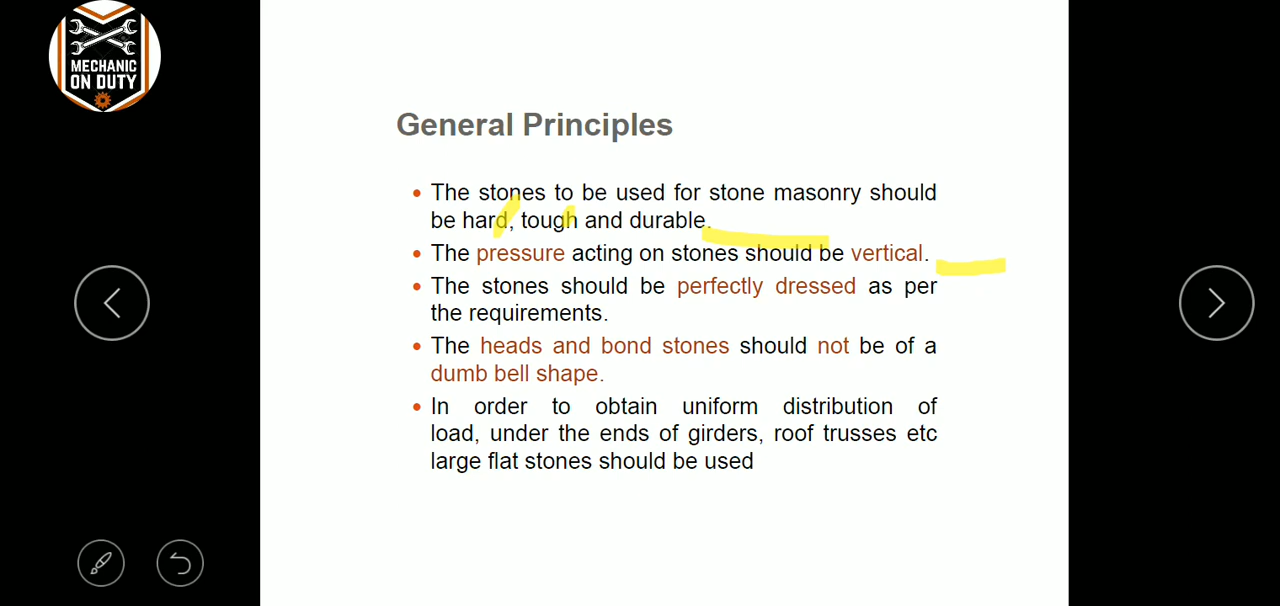 MECHANIC
ON DUTY
General Principles
• The stones to be used for stone masonry should
be hard, tough and durable.
• The pressure acting on stones should be vertical.
• The stones should be perfectly dressed as per
the requirements.
• The heads and bond stones should not be of a
dumb bell shape.
• In order to obtain uniform distribution of
load, under the ends of girders, roof trusses etc
large flat stones should be used